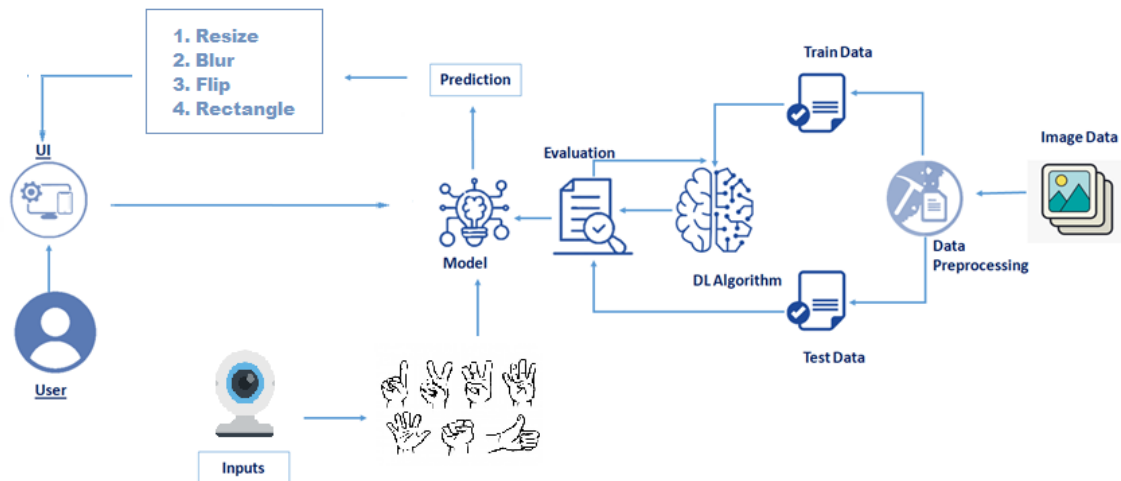 1. Resize
2. Blur
3. Flip
4. Rectangle
Prediction
Train Data
Image Data
UI
Evaluation
Model
DL Algorithm
Data
Preprocessing
Test Data
User
Inputs